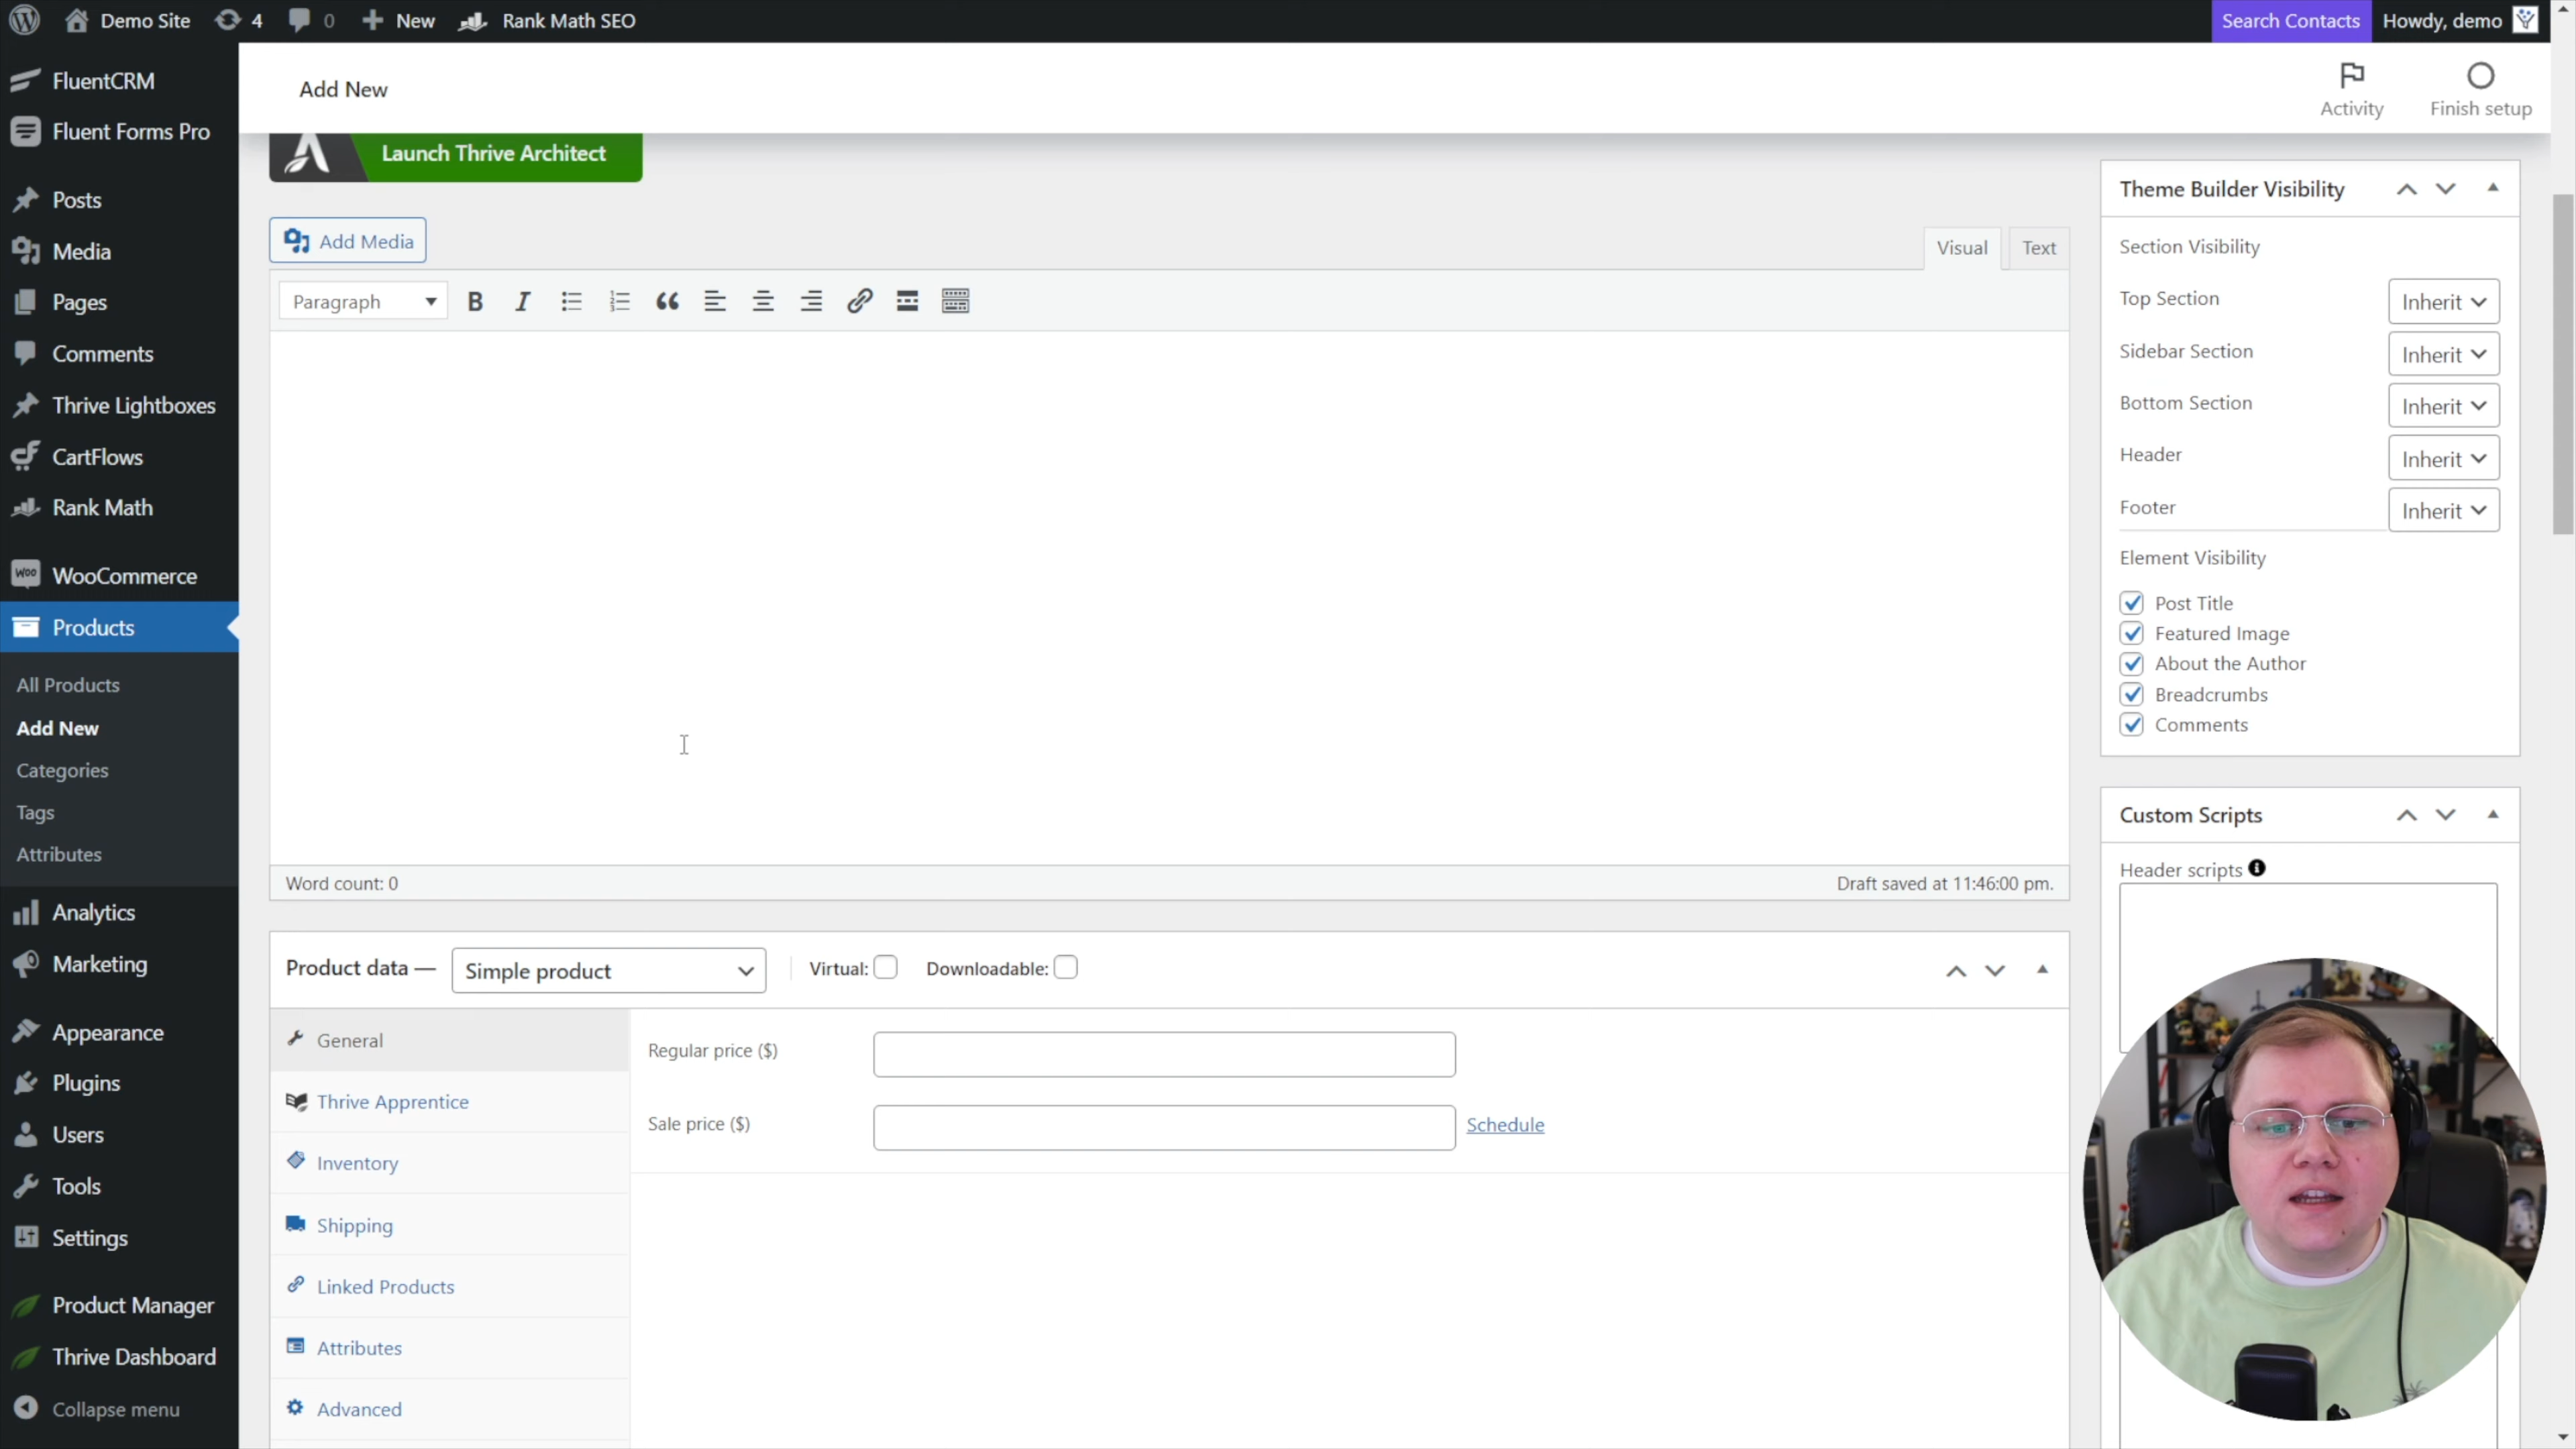 Demo Site
4
0
New
Rank Math SEO
Search Contacts
Howdy, demo
FluentCRM
Fluent Forms Pro
Posts
Media
Pages
Comments
Thrive Lightboxes
CartFlows
Rank Math
WooCommerce
Products
All Products
Add New
Categories
Tags
Attributes
Analytics
Marketing
Appearance
Plugins
Users
Tools
Settings
Product Manager
Thrive Dashboard
Collapse menu
Add New
Activity
Finish setup
Launch Thrive Architect
Add Media
Visual
Text
Paragraph
Word count: 0
Draft saved at 11:46:00 pm.
Product data —
Simple product
Virtual:
Downloadable:
General
Thrive Apprentice
Inventory
Shipping
Linked Products
Attributes
Advanced
Regular price ($)
Sale price ($)
Schedule
Theme Builder Visibility
Section Visibility
Top Section
Inherit
Sidebar Section
Inherit
Bottom Section
Inherit
Header
Inherit
Footer
Inherit
Element Visibility
Post Title
Featured Image
About the Author
Breadcrumbs
Comments
Custom Scripts
Header scripts